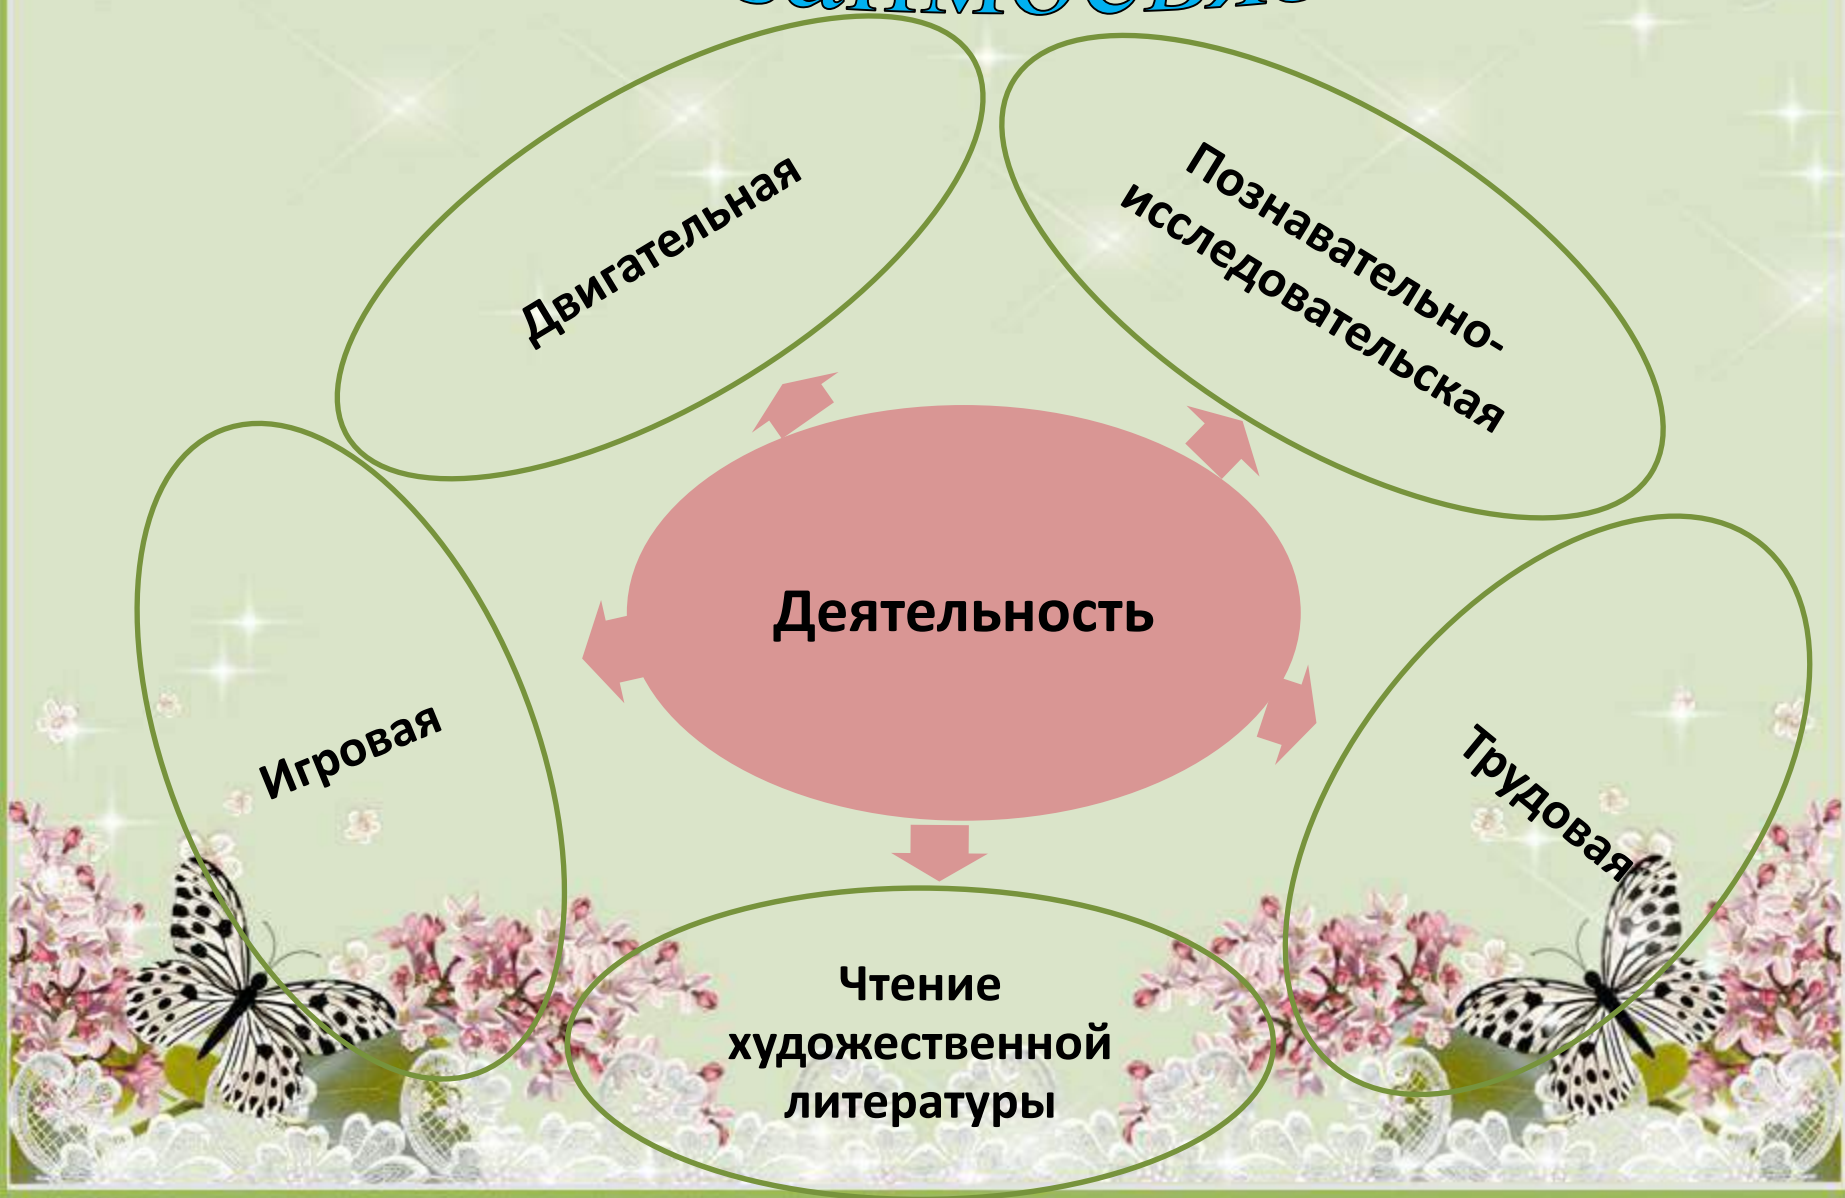 Двигательная
Познавательно-
исследовательская
Деятельность
Игровая
Трудовая
Чтение
художественной
литературы